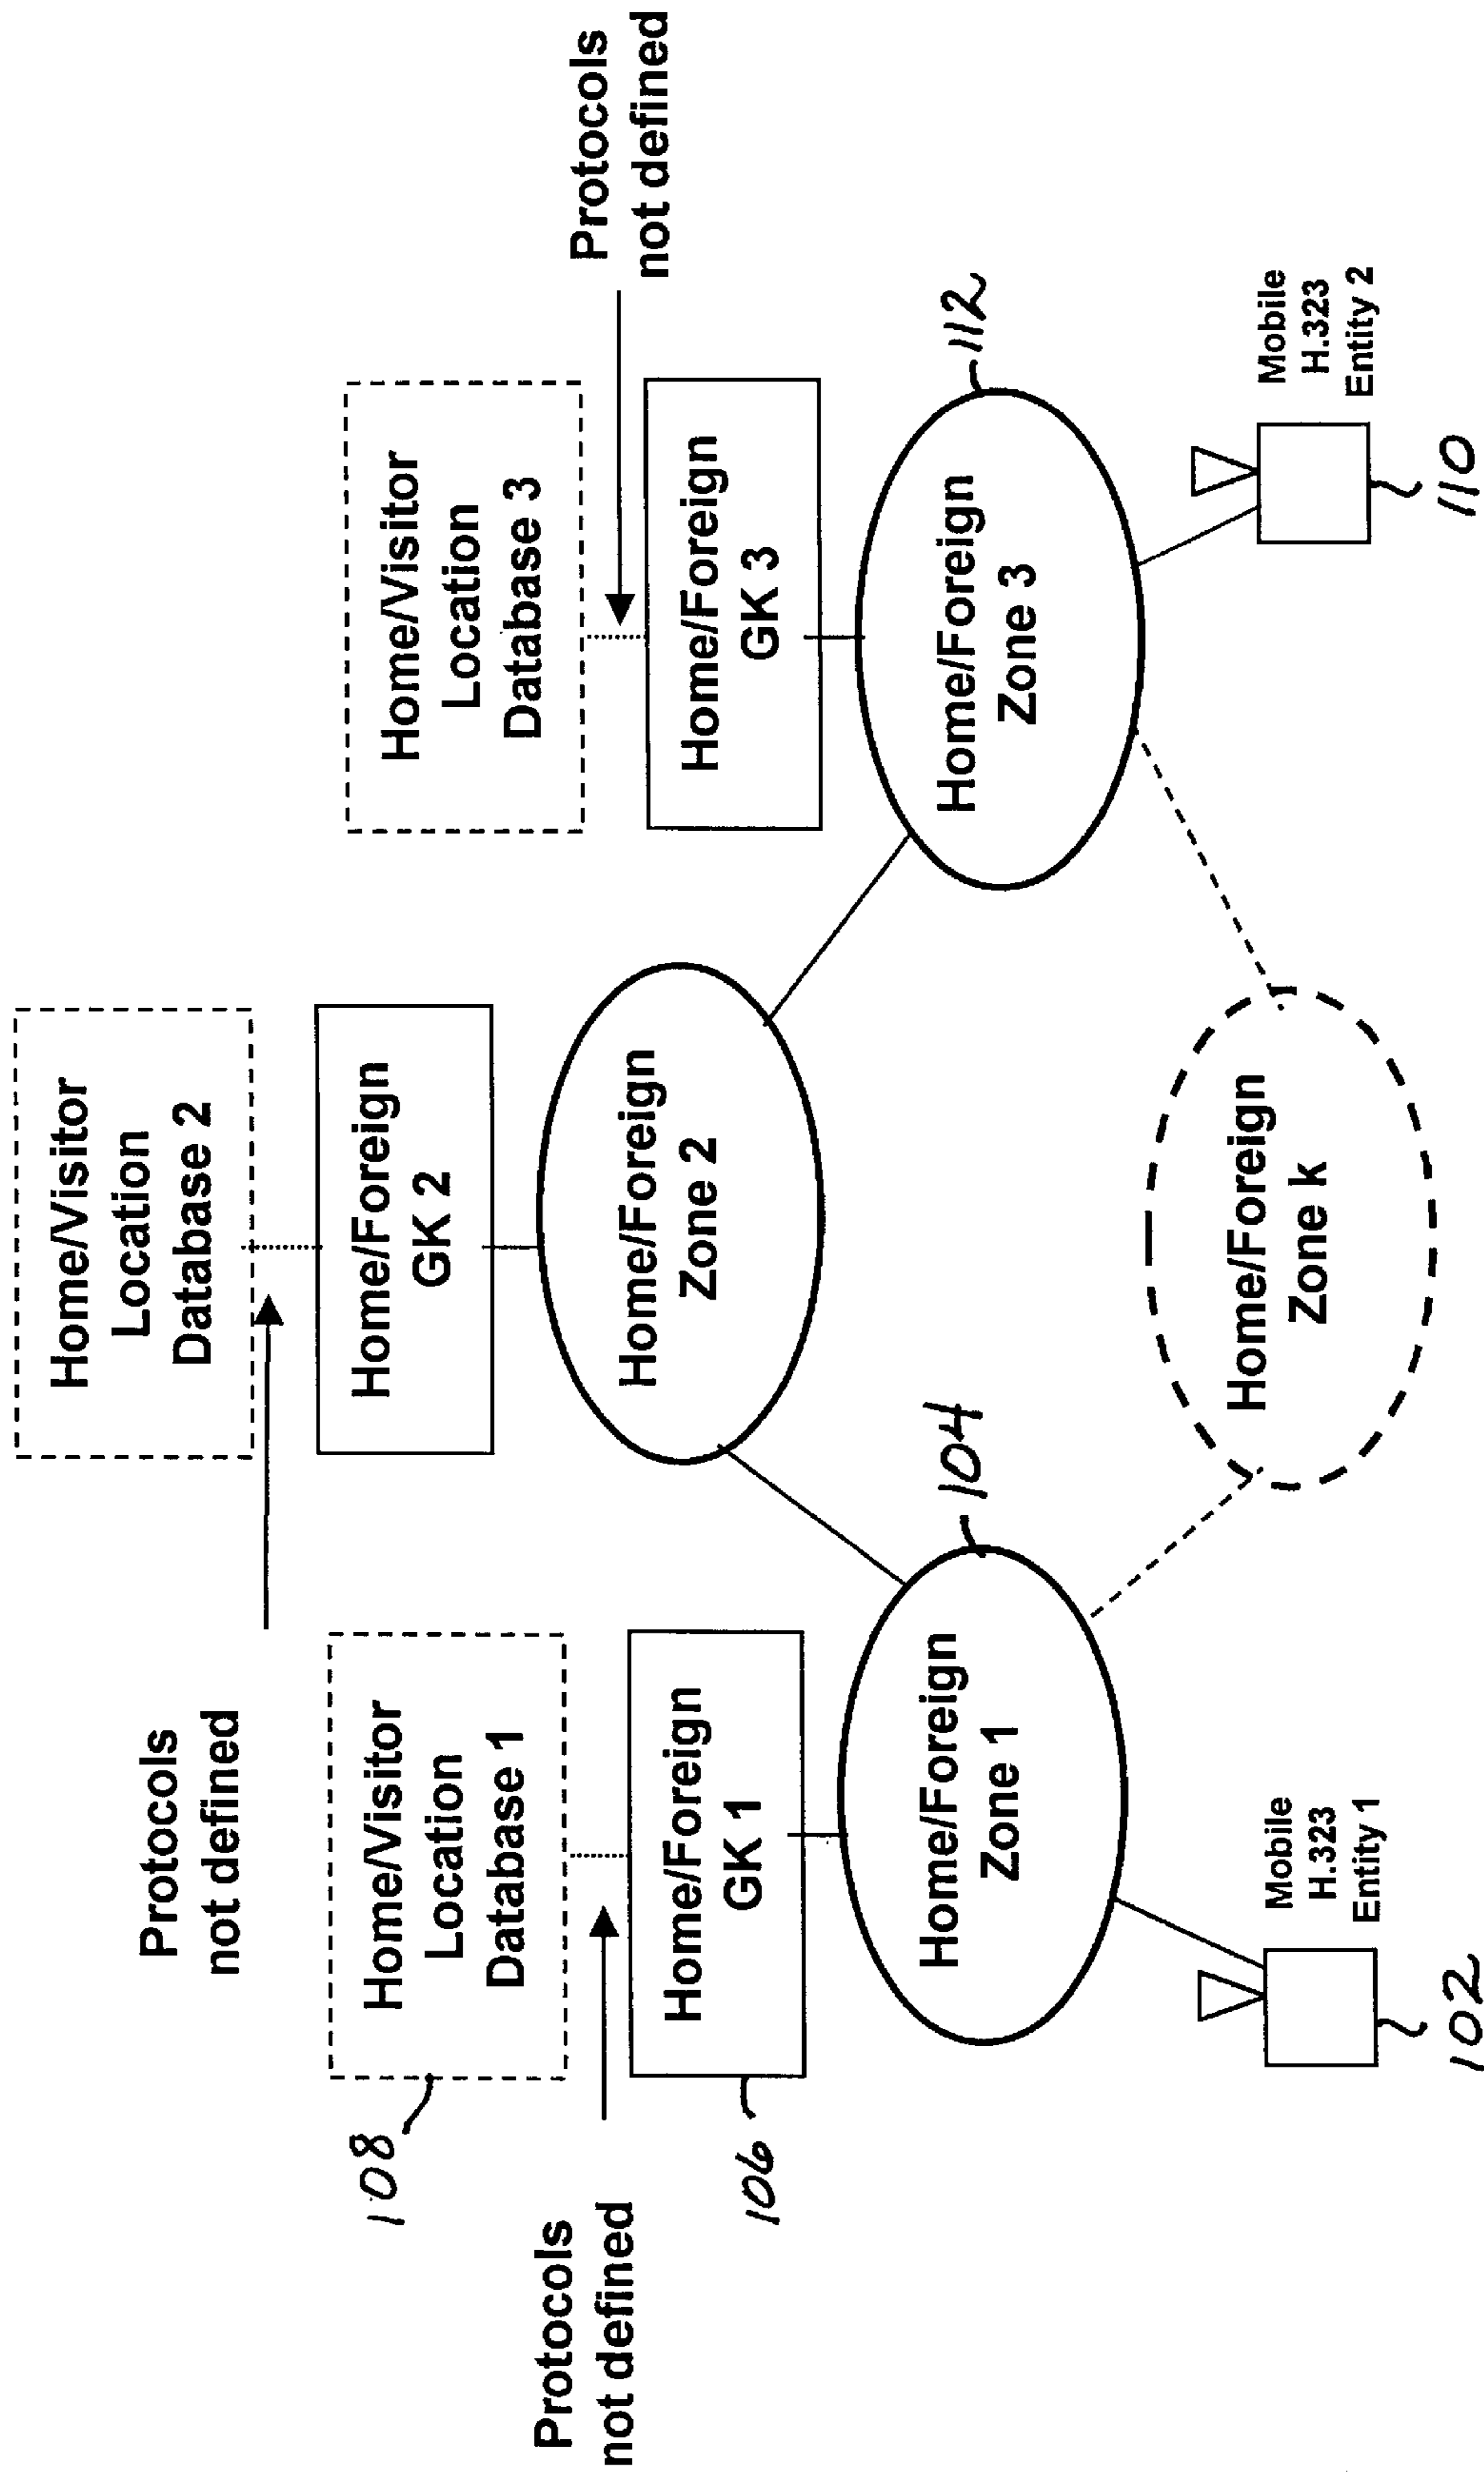 Home/Visitor
Location
Database 2
Protocols
not defined
Home/Foreign
GK 2
Home/Visitor
Location
Database 1
108
Home/Visitor
Location
Database 3
Protocols
not defined
Protocols
not defined
Home/Foreign
GK 1
106
Home/Foreign
GK 3
Home/Foreign
Zone 2
Home/Foreign
Zone 1
104
Home/Foreign
Zone 3
112
Home/Foreign
Zone k
Mobile
H.323
Entity 1
102
Mobile
H.323
Entity 2
110